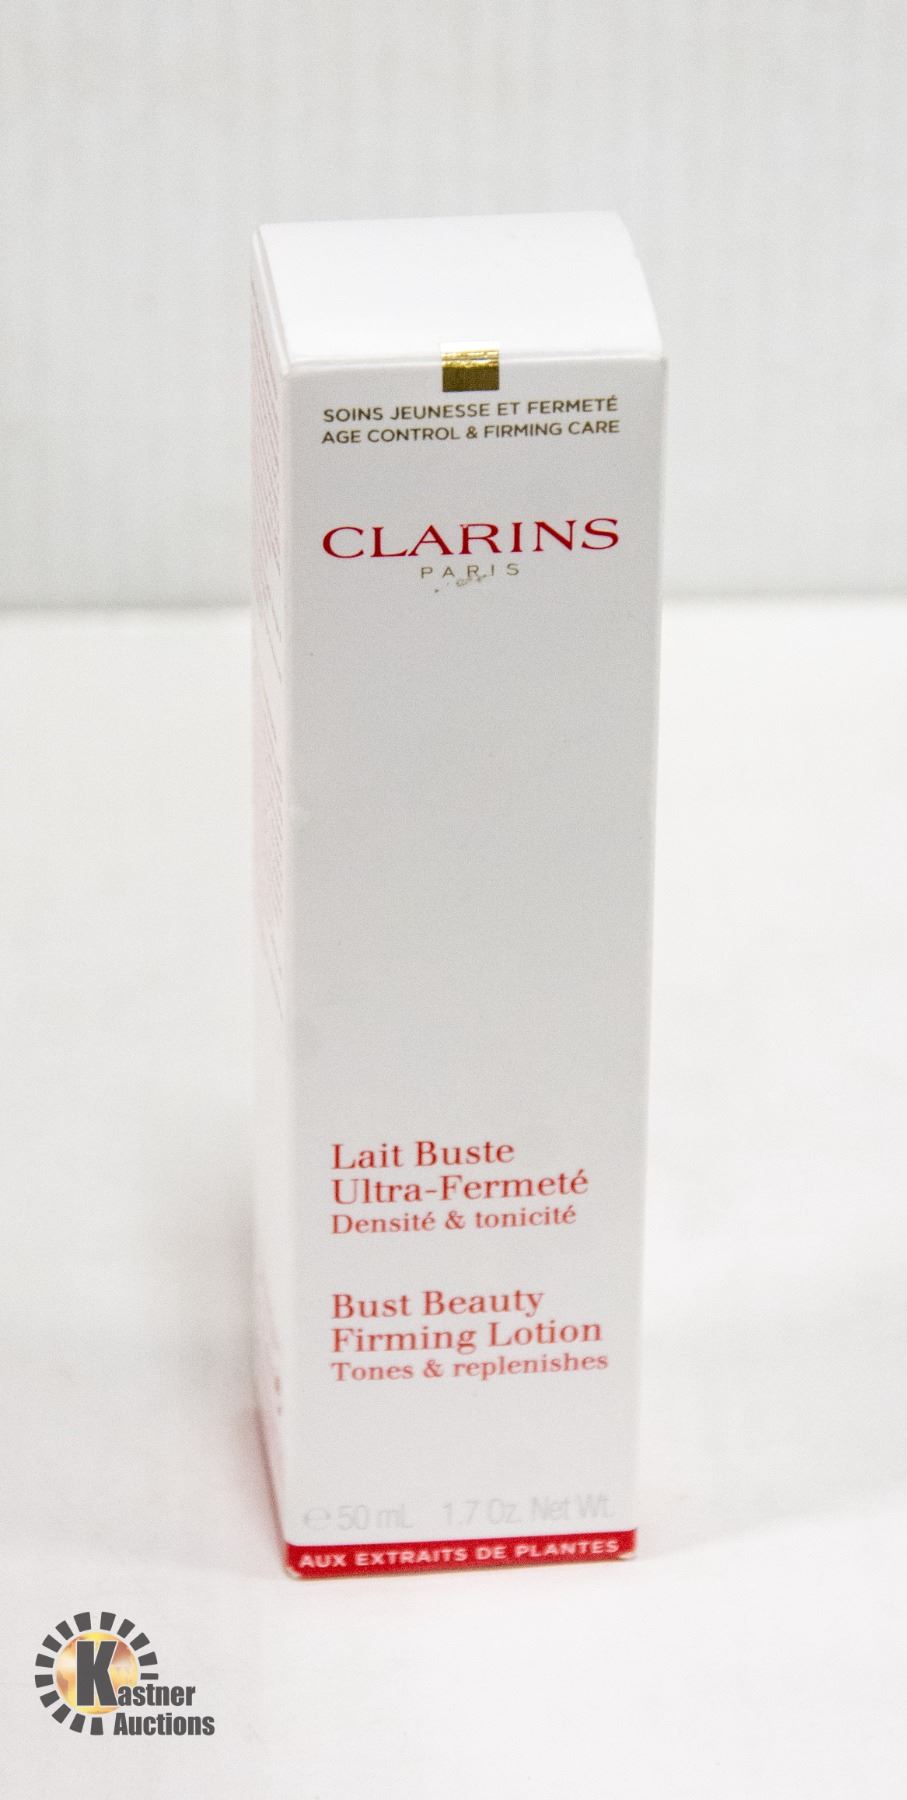 SOINS JEUNESSE ET FERMETÉ
AGE CONTROL & FIRMING CARE
CLARINS
PARIS
Lait Buste
Ultra-Fermeté
Densité & tonicité
Bust Beauty
Firming Lotion
Tones & replenishes
℮ 50 mL 1.7 Oz. Net Wt.
AUX EXTRAITS DE PLANTES
Kastner
Auctions